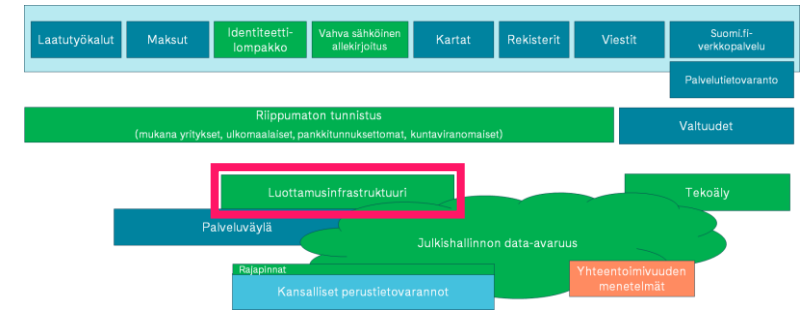 Laatutyökalut
Maksut
Identiteetti-
lompakko
Vahva sähköinen
allekirjoitus
Kartat
Rekisterit
Viestit
Suomi.fi-
verkkopalvelu
Palvelutietovaranto
Riippumaton tunnistus
(mukana yritykset, ulkomaalaiset, pankkitunnuksettomat, kuntaviranomaiset)
Valtuudet
Luottamusinfrastruktuuri
Tekoäly
Palveluväylä
Julkishallinnon data-avaruus
Rajapinnat
Kansalliset perustietovarannot
Yhteentoimivuuden
menetelmät